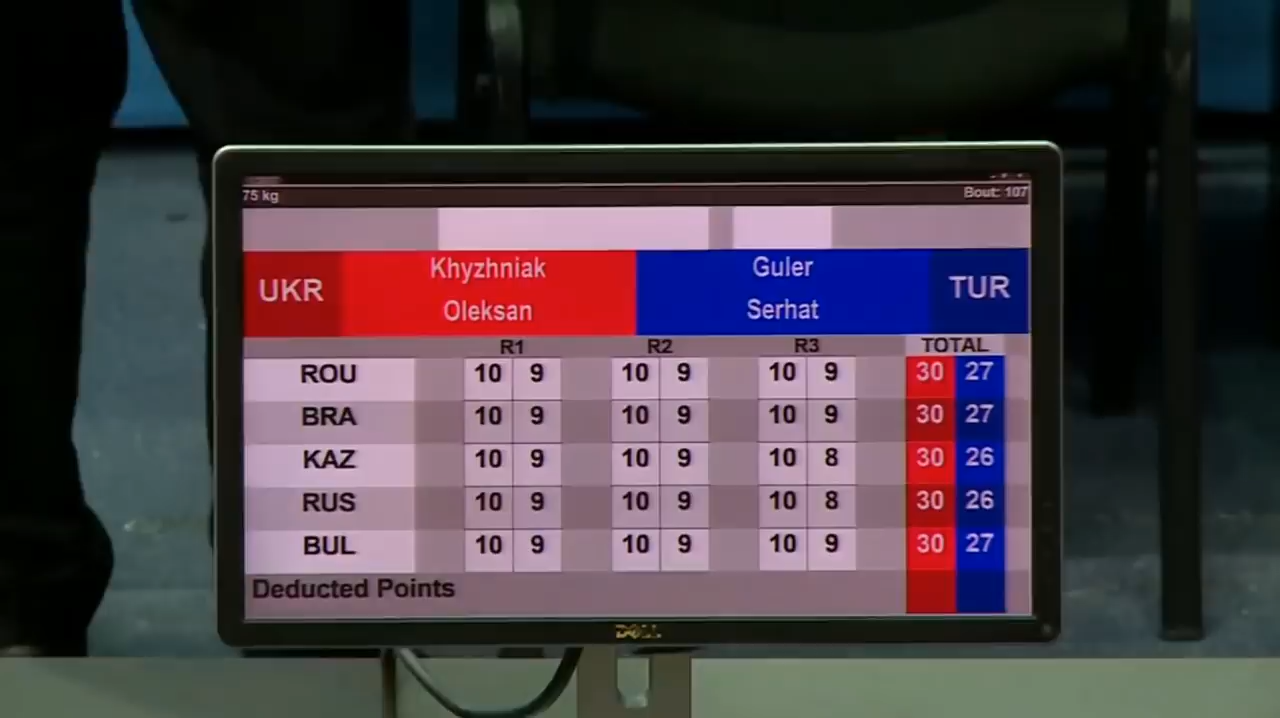 75 kg Bout: 107
UKR Khyzhniak Oleksan Guler Serhat TUR
R1 R2 R3 TOTAL
ROU 10 9 10 9 10 9 30 27
BRA 10 9 10 9 10 9 30 27
KAZ 10 9 10 9 10 8 30 26
RUS 10 9 10 9 10 8 30 26
BUL 10 9 10 9 10 9 30 27
Deducted Points
DELL